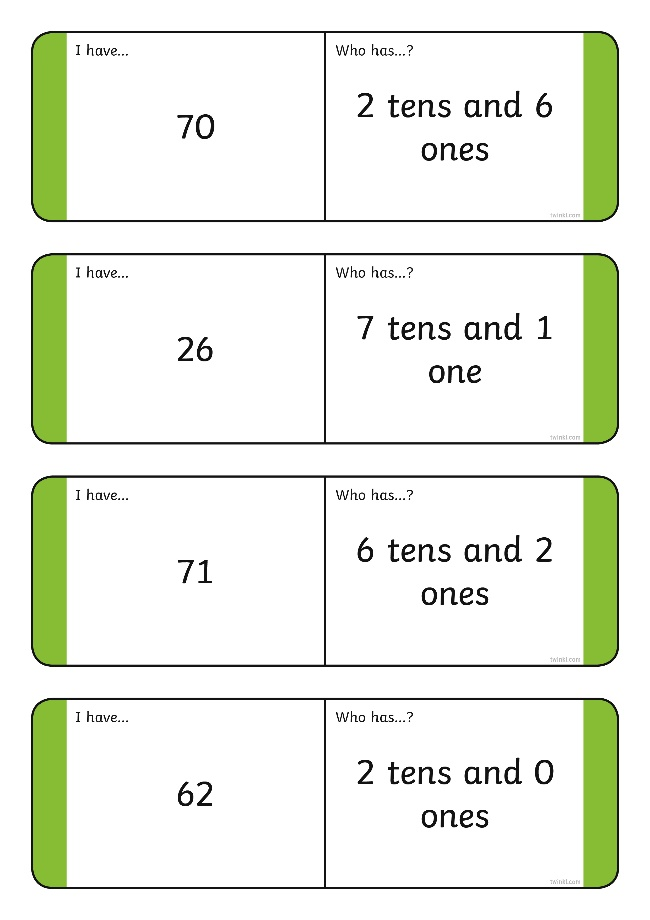 I have...
Who has...?
70
2 tens and 6
ones
twinkl.com
I have...
Who has...?
26
7 tens and 1
one
twinkl.com
I have...
Who has...?
71
6 tens and 2
ones
twinkl.com
I have...
Who has...?
62
2 tens and 0
ones
twinkl.com